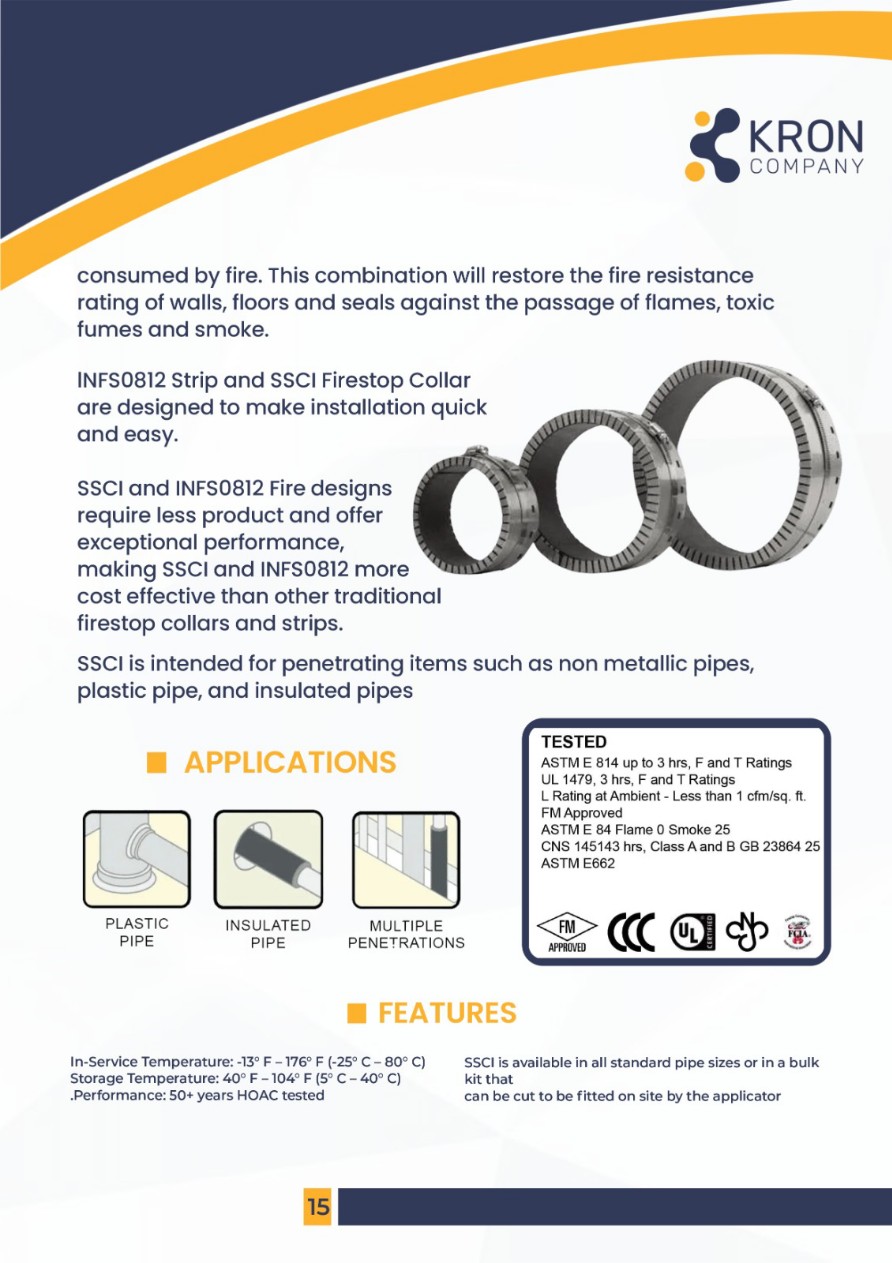 KRON
COMPANY
consumed by fire. This combination will restore the fire resistance
rating of walls, floors and seals against the passage of flames, toxic
fumes and smoke.
INFS0812 Strip and SSCI Firestop Collar
are designed to make installation quick
and easy.
SSCI and INFS0812 Fire designs
require less product and offer
exceptional performance,
making SSCI and INFS0812 more
cost effective than other traditional
firestop collars and strips.
SSCI is intended for penetrating items such as non metallic pipes,
plastic pipe, and insulated pipes
APPLICATIONS
PLASTIC
PIPE
INSULATED
PIPE
MULTIPLE
PENETRATIONS
TESTED
ASTM E 814 up to 3 hrs, F and T Ratings
UL 1479, 3 hrs, F and T Ratings
L Rating at Ambient - Less than 1 cfm/sq. ft.
FM Approved
ASTM E 84 Flame 0 Smoke 25
CNS 145143 hrs, Class A and B GB 23864 25
ASTM E662
FM
APPROVED
CCC
UL
CERTIFIED
FCIA
FEATURES
In-Service Temperature: -13° F – 176° F (-25° C – 80° C)
Storage Temperature: 40° F – 104° F (5° C – 40° C)
.Performance: 50+ years HOAC tested
SSCI is available in all standard pipe sizes or in a bulk
kit that
can be cut to be fitted on site by the applicator
15